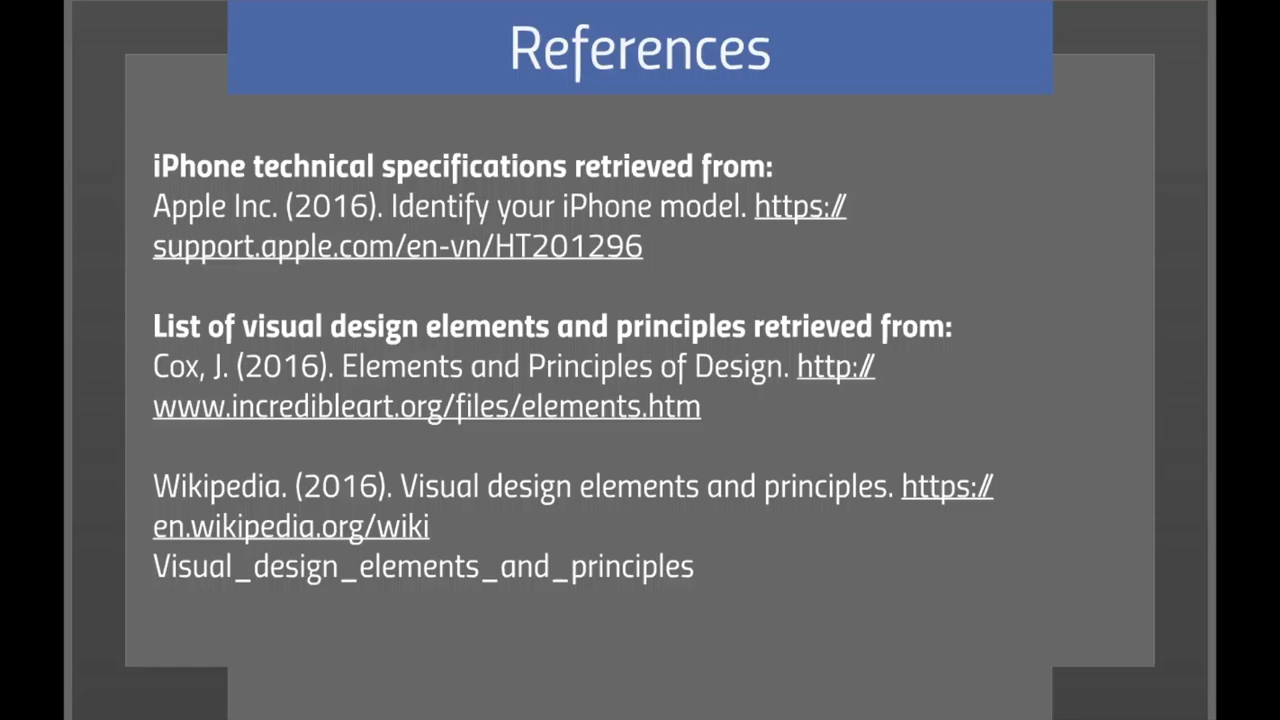 References
iPhone technical specifications retrieved from:
Apple Inc. (2016). Identify your iPhone model. https://
support.apple.com/en-vn/HT201296
List of visual design elements and principles retrieved from:
Cox, J. (2016). Elements and Principles of Design. http://
www.incredibleart.org/files/elements.htm
Wikipedia. (2016). Visual design elements and principles. https://
en.wikipedia.org/wiki
Visual_design_elements_and_principles